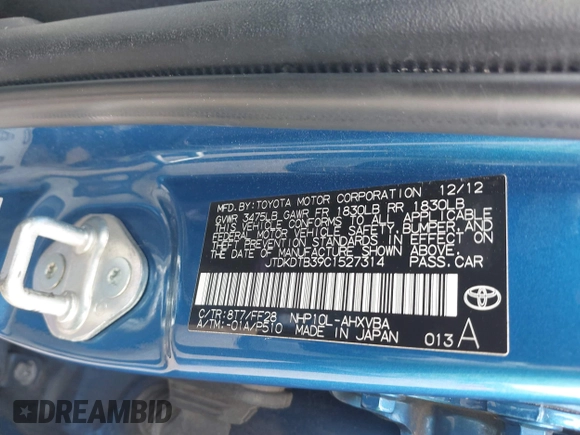 MFD.BY:TOYOTA MOTOR CORPORATION 12/12
GVWR 3475LB GAWR FR 1830LB RR 1830LB
THIS VEHICLE CONFORMS TO ALL APPLICABLE
FEDERAL MOTOR VEHICLE SAFETY, BUMPER, AND
THEFT PREVENTION STANDARDS IN EFFECT ON
THE DATE OF MANUFACTURE SHOWN ABOVE.
JTDKDTB39C1527314 PASS.CAR
C/TR:8T7/FF28 NHP10L-AHXVBA
A/TM:-01A/P510 MADE IN JAPAN 013 A
DREAMBID